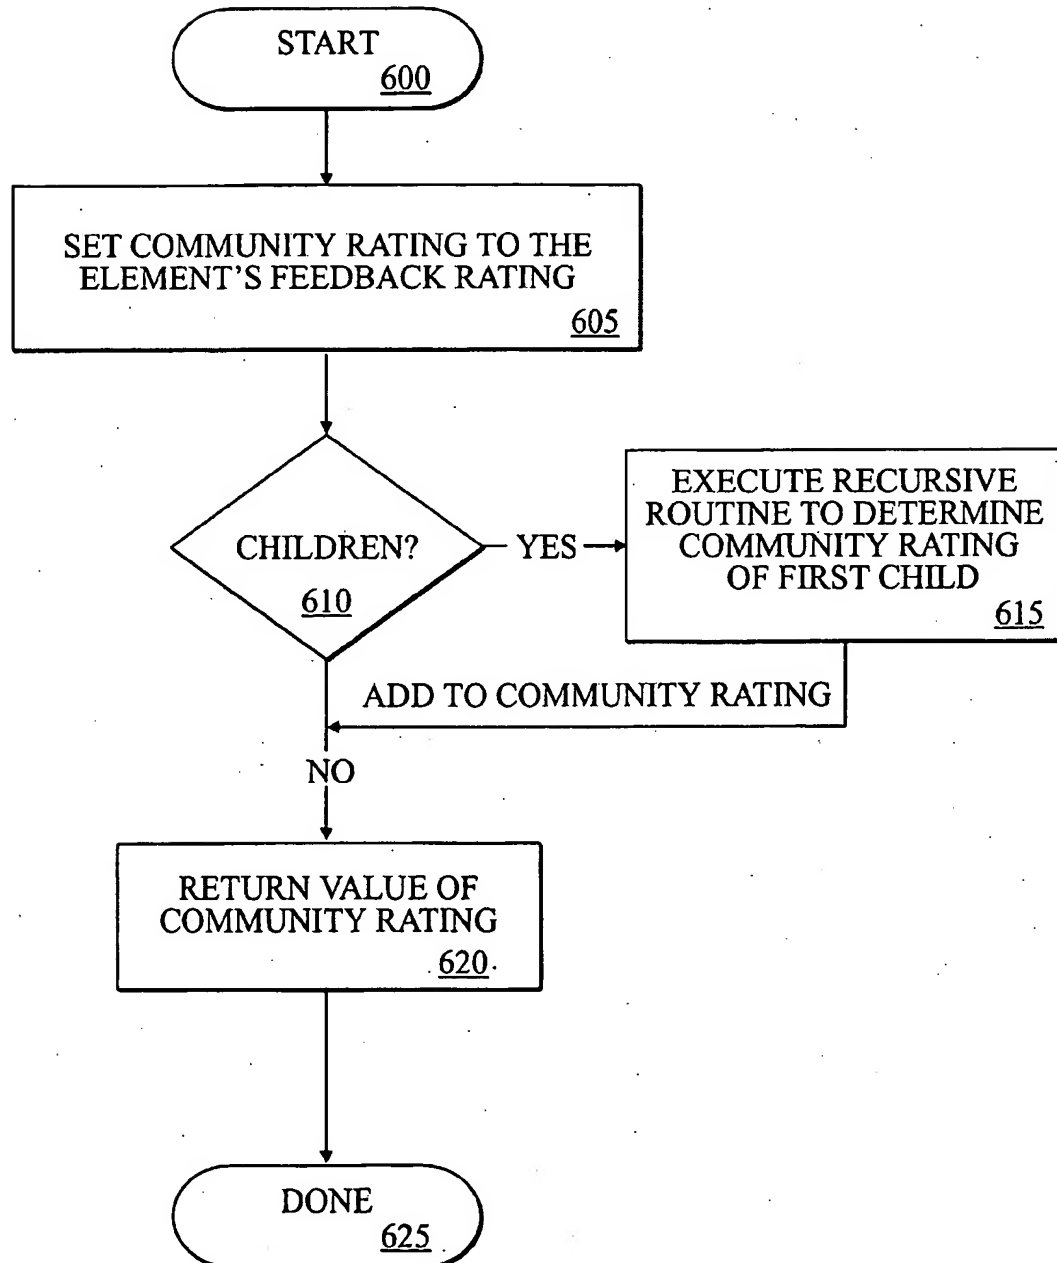 START
600
SET COMMUNITY RATING TO THE
ELEMENT'S FEEDBACK RATING
605
CHILDREN?
610
YES
EXECUTE RECURSIVE
ROUTINE TO DETERMINE
COMMUNITY RATING
OF FIRST CHILD
615
ADD TO COMMUNITY RATING
NO
RETURN VALUE OF
COMMUNITY RATING
620
DONE
625